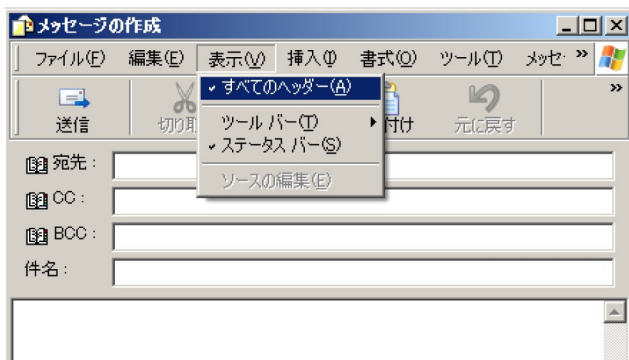 メッセージの作成
ファイル(F) 編集(E) 表示(V) 挿入(I) 書式(O) ツール(T) メッセ »
すべてのヘッダー(A)
ツール バー(T)
ステータス バー(S)
ソースの編集(E)
送信 切り取 付け 元に戻す »
宛先 :
CC :
BCC :
件名 :